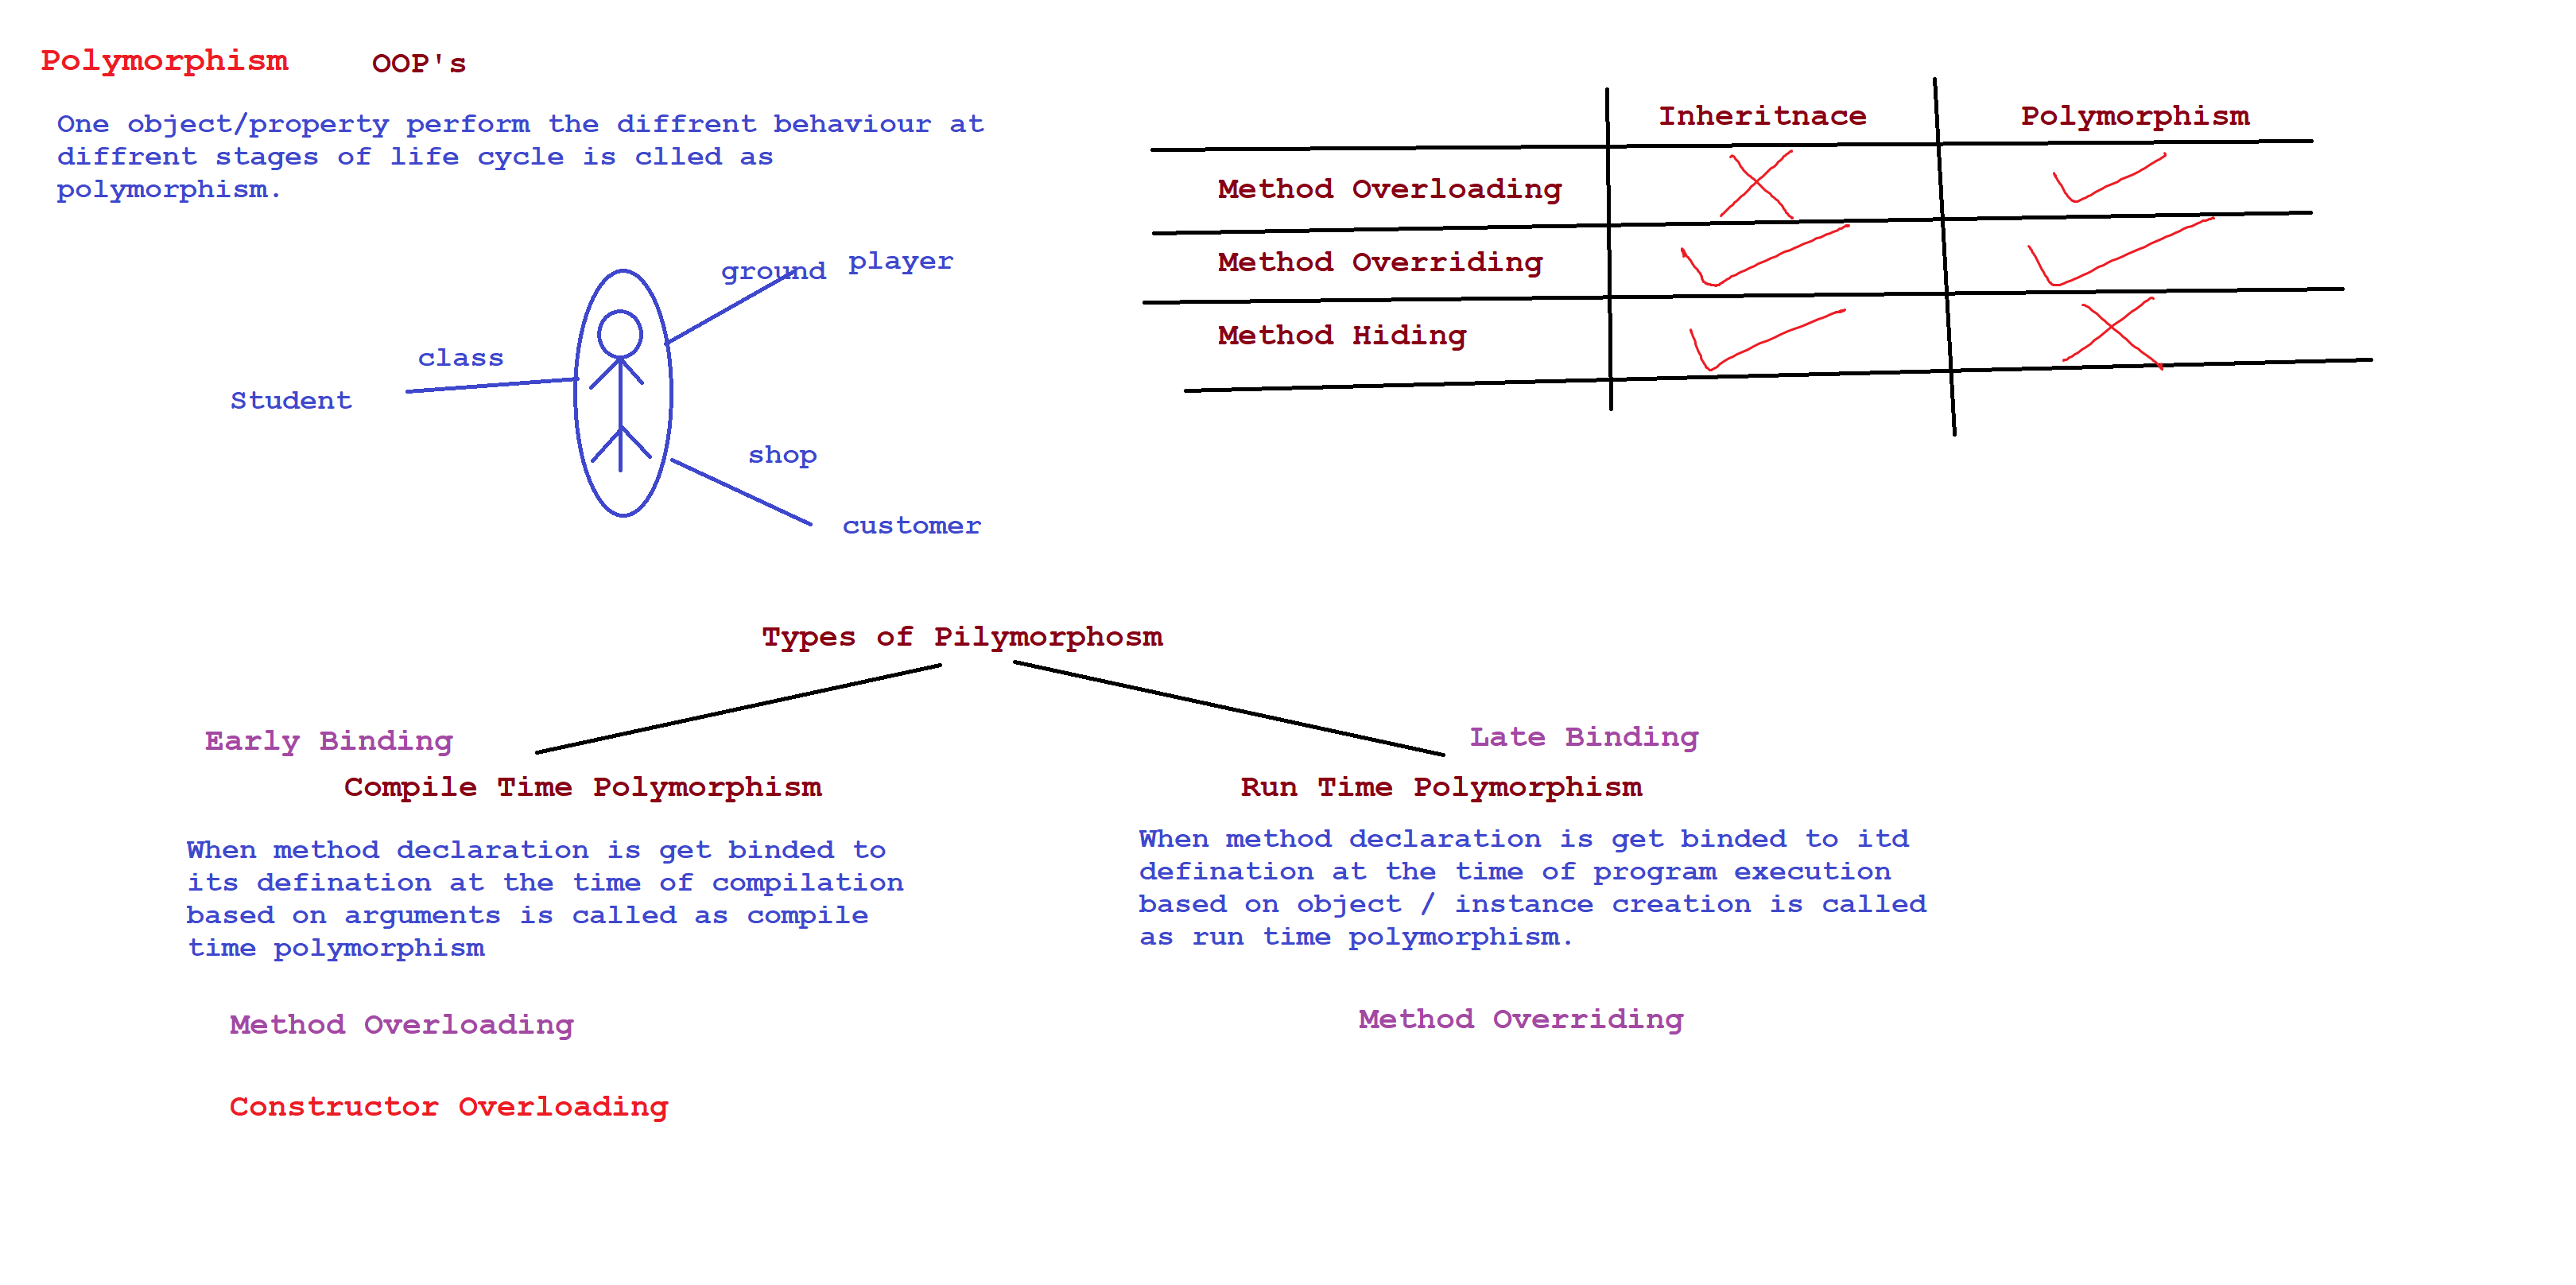 Polymorphism OOP's
One object/property perform the diffrent behaviour at
diffrent stages of life cycle is clled as
polymorphism.
ground player
class
Student
shop
customer
Inheritnace Polymorphism
Method Overloading
Method Overriding
Method Hiding
Types of Pilymorphosm
Early Binding
Compile Time Polymorphism
When method declaration is get binded to
its defination at the time of compilation
based on arguments is called as compile
time polymorphism
Method Overloading
Constructor Overloading
Late Binding
Run Time Polymorphism
When method declaration is get binded to itd
defination at the time of program execution
based on object / instance creation is called
as run time polymorphism.
Method Overriding